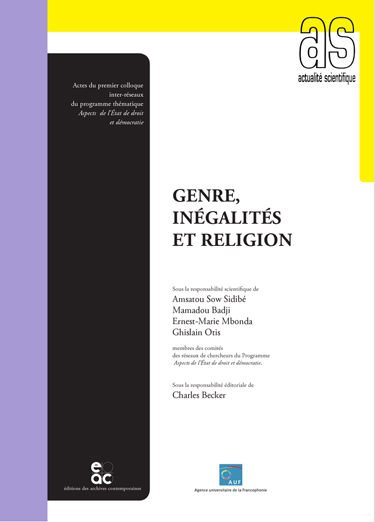 as
actualité scientifique
Actes du premier colloque
inter-réseaux
du programme thématique
Aspects de l'État de droit
et démocratie
GENRE,
INÉGALITÉS
ET RELIGION
Sous la responsabilité scientifique de
Amsatou Sow Sidibé
Mamadou Badji
Ernest-Marie Mbonda
Ghislain Otis
membres des comités
des réseaux de chercheurs du Programme
Aspects de l'État de droit et démocratie.
Sous la responsabilité éditoriale de
Charles Becker
eac
éditions des archives contemporaines
AUF
Agence universitaire de la Francophonie